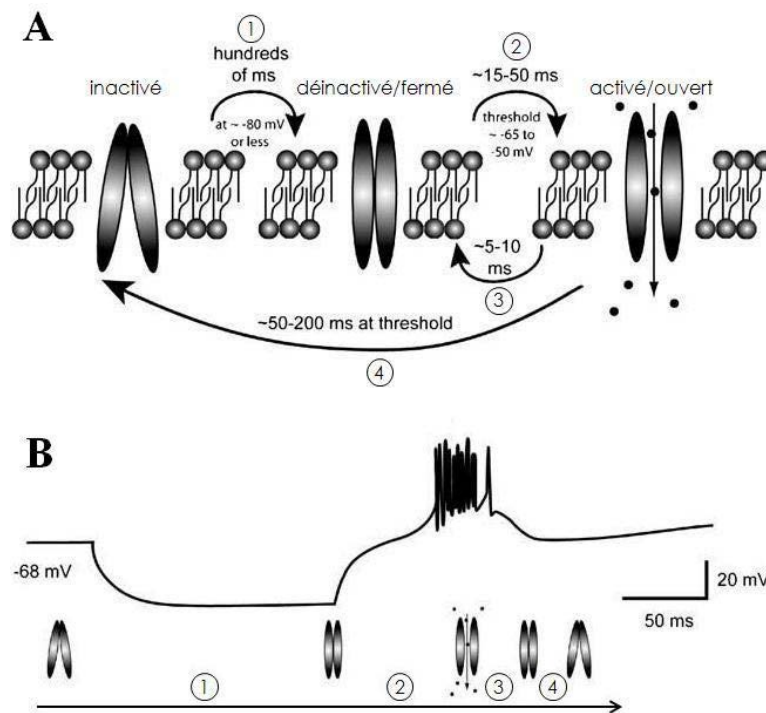 A
①
hundreds
of ms
②
~15-50 ms
inactivé
déinactivé/fermé
activé/ouvert
at ~ -80 mV
or less
threshold
~ -65 to
-50 mV
~5-10
ms
③
~50-200 ms at threshold
④
B
-68 mV
20 mV
50 ms
① ② ③ ④